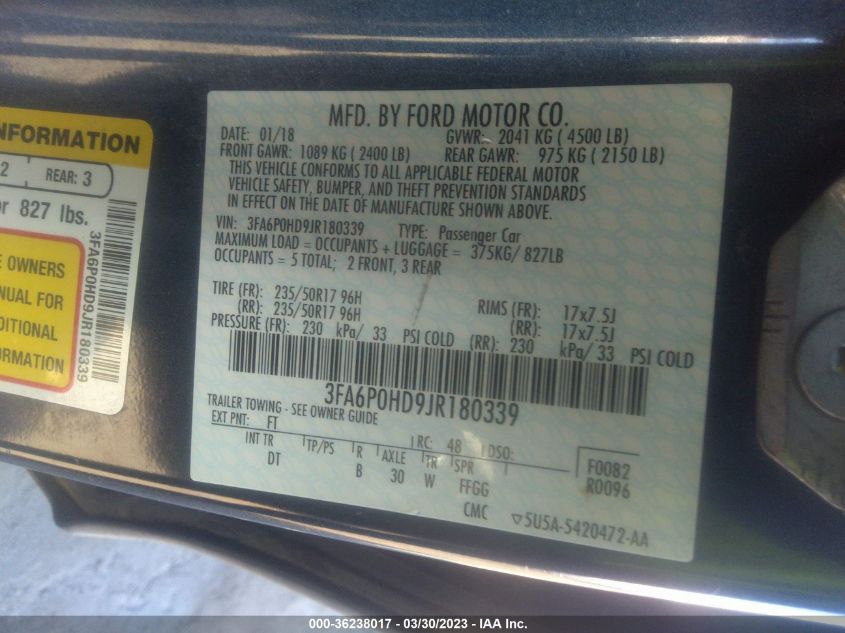 INFORMATION
2
REAR: 3
or 827 lbs.
3FA6P0HD9JR180339
E OWNERS
NUAL FOR
DITIONAL
ORMATION
MFD. BY FORD MOTOR CO.
DATE: 01/18 GVWR: 2041 KG ( 4500 LB)
FRONT GAWR: 1089 KG ( 2400 LB) REAR GAWR: 975 KG ( 2150 LB)
THIS VEHICLE CONFORMS TO ALL APPLICABLE FEDERAL MOTOR
VEHICLE SAFETY, BUMPER, AND THEFT PREVENTION STANDARDS
IN EFFECT ON THE DATE OF MANUFACTURE SHOWN ABOVE.
VIN: 3FA6P0HD9JR180339 TYPE: Passenger Car
MAXIMUM LOAD = OCCUPANTS + LUGGAGE = 375KG/ 827LB
OCCUPANTS = 5 TOTAL; 2 FRONT, 3 REAR
TIRE (FR): 235/50R17 96H RIMS (FR): 17x7.5J
(RR): 235/50R17 96H (RR): 17x7.5J
PRESSURE (FR): 230 kPa/ 33 PSI COLD (RR): 230 kPa/ 33 PSI COLD
3FA6P0HD9JR180339
TRAILER TOWING - SEE OWNER GUIDE
EXT PNT: FT RC: 48 DSO: F0082
INT TR TP/PS R AXLE TR SPR R0096
DT B 30 W FFGG
CMC ▽5U5A-5420472-AA
000-36238017 — 03/30/2023 — IAA Inc.